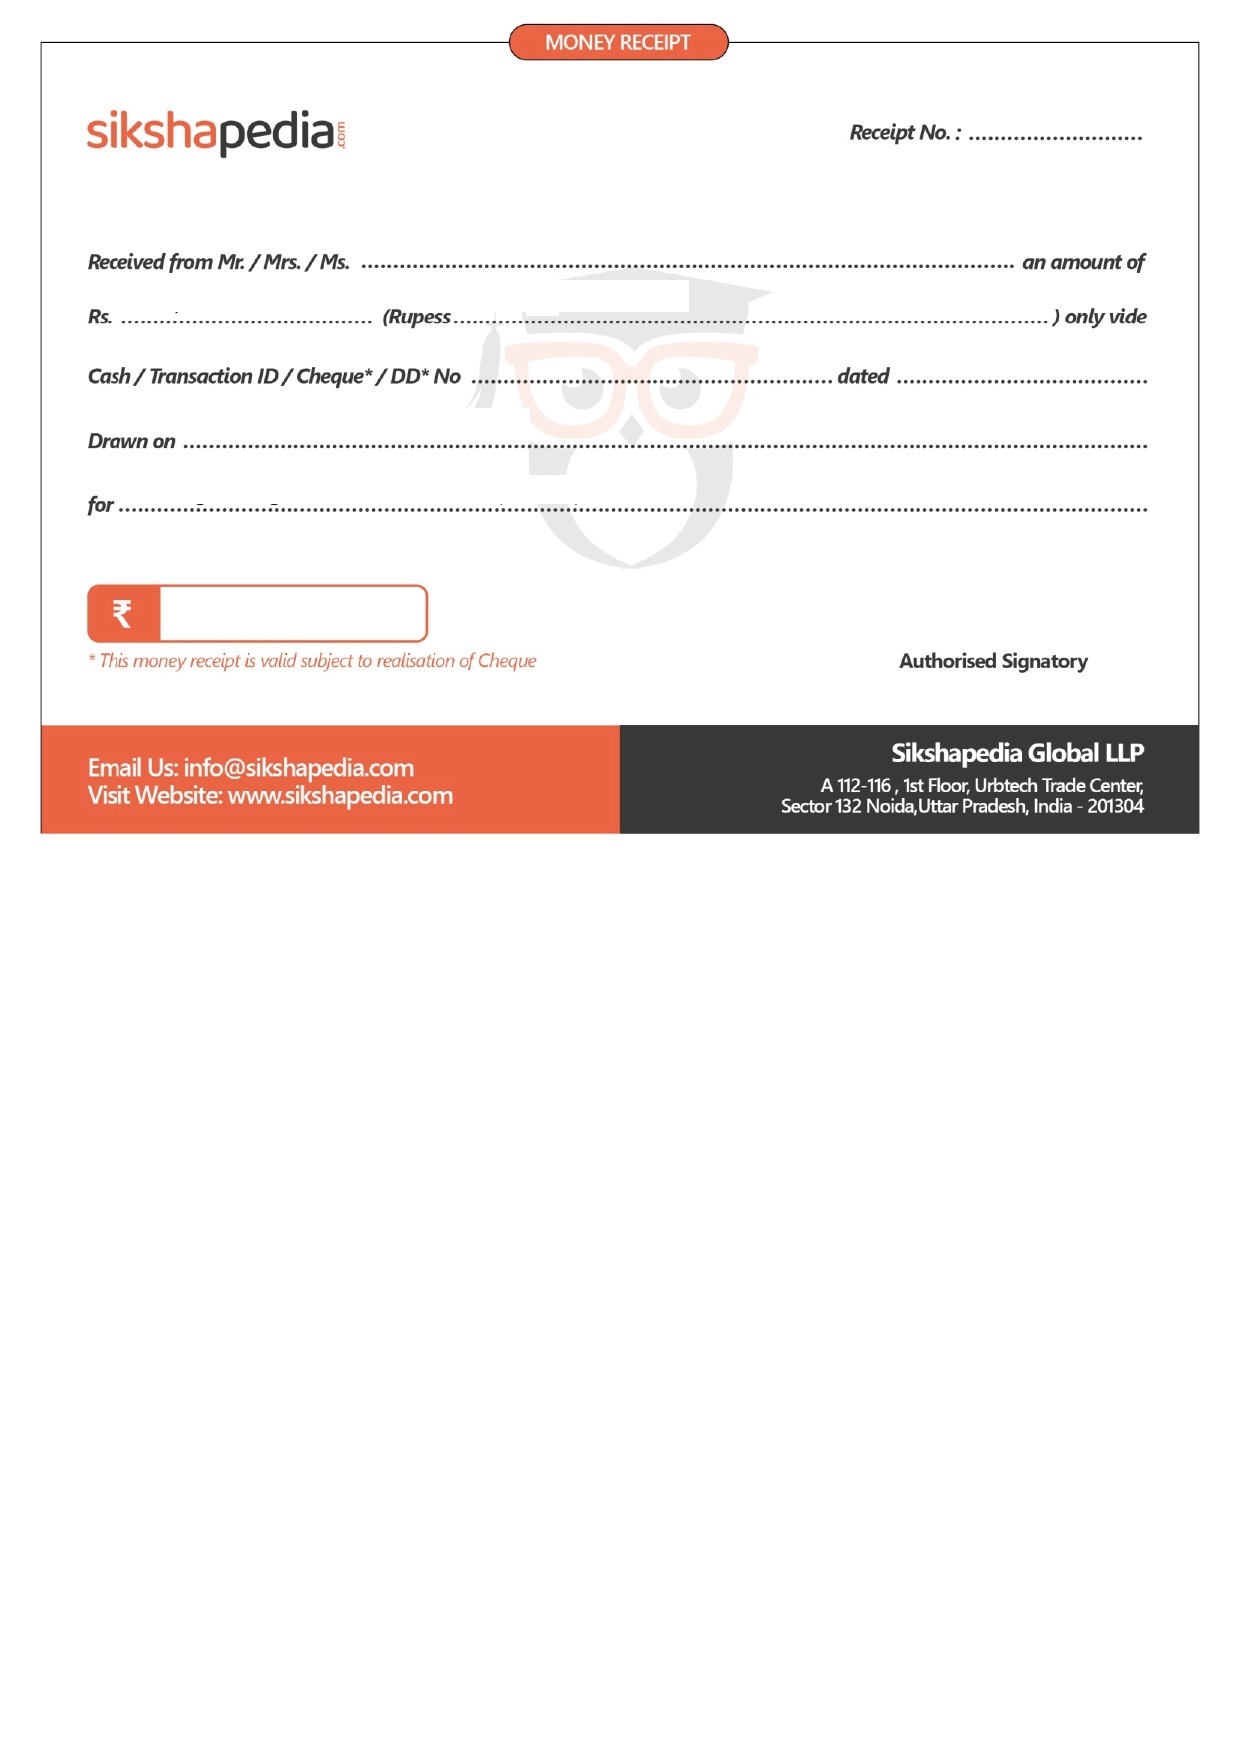 MONEY RECEIPT
sikshapedia.com
Receipt No. : ...........................
Received from Mr. / Mrs. / Ms. ........................................................................................................ an amount of
Rs. ........................................ (Rupess.............................................................................................. ) only vide
Cash / Transaction ID / Cheque* / DD* No ......................................................... dated .......................................
Drawn on ......................................................................................................................................................
for .................................................................................................................................................................
₹
* This money receipt is valid subject to realisation of Cheque
Authorised Signatory
Email Us: info@sikshapedia.com
Visit Website: www.sikshapedia.com
Sikshapedia Global LLP
A 112-116 , 1st Floor, Urbtech Trade Center,
Sector 132 Noida,Uttar Pradesh, India - 201304